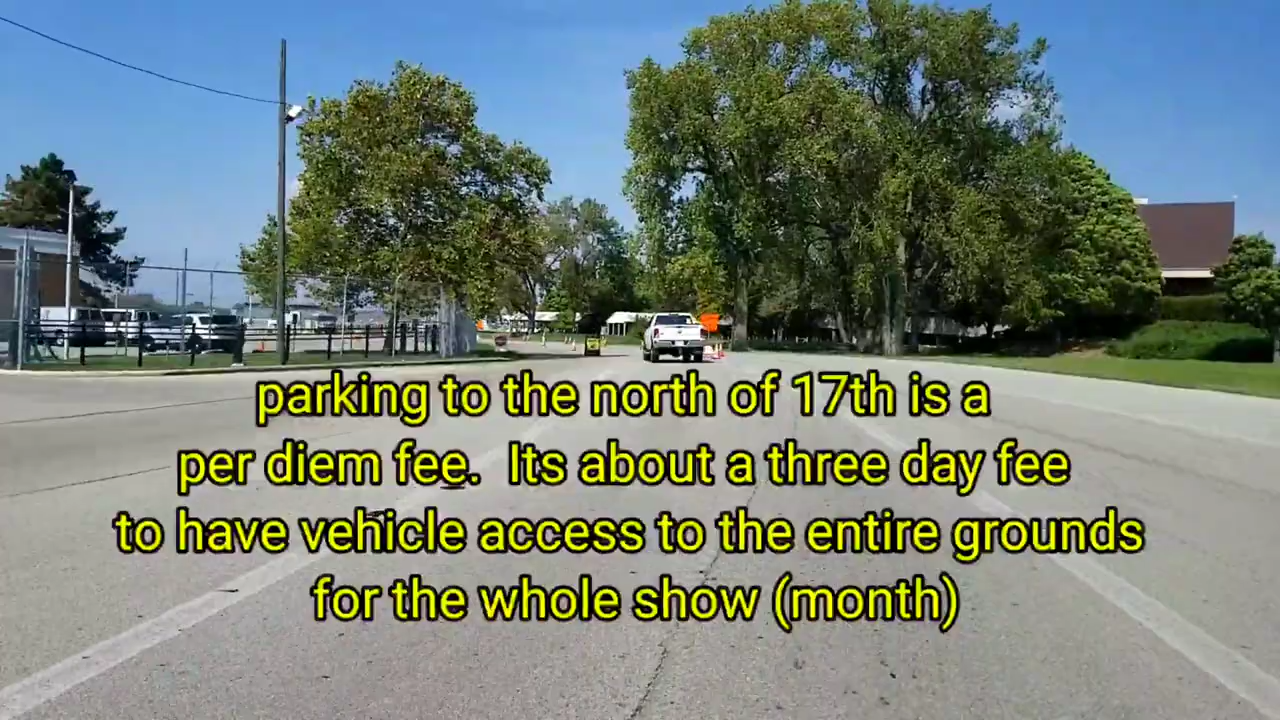 parking to the north of 17th is a
per diem fee.  Its about a three day fee
to have vehicle access to the entire grounds
for the whole show (month)